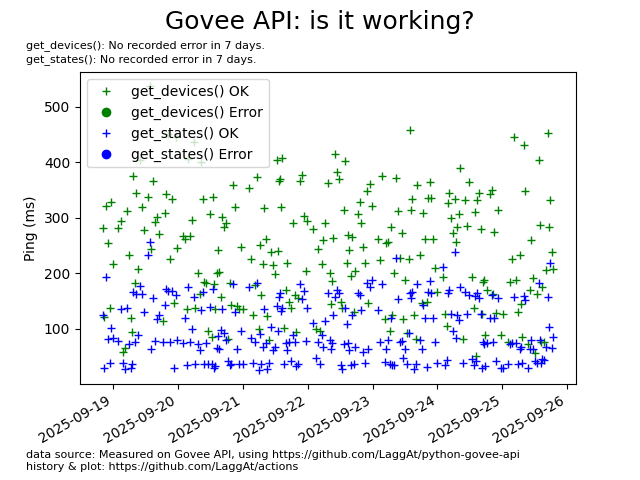 Govee API: is it working?
get_devices(): No recorded error in 7 days.
get_states(): No recorded error in 7 days.
get_devices() OK
get_devices() Error
get_states() OK
get_states() Error
Ping (ms)
500
400
300
200
100
2025-09-19
2025-09-20
2025-09-21
2025-09-22
2025-09-23
2025-09-24
2025-09-25
2025-09-26
data source: Measured on Govee API, using https://github.com/LaggAt/python-govee-api
history & plot: https://github.com/LaggAt/actions